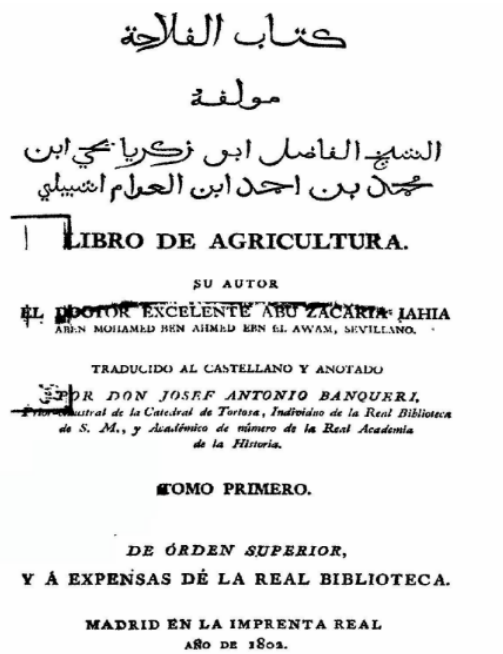 كتاب الفلاحة
مولفة
الشيخ الفاضل ابو زكريا يحيي ابن
محمد بن احمد ابن العوام اشبيلي
LIBRO DE AGRICULTURA.
SU AUTOR
EL DOCTOR EXCELENTE ABU ZACARIA IAHIA
ABEN MOHAMED BEN AHMED EBN EL AWAM, SEVILLANO.
TRADUCIDO AL CASTELLANO Y ANOTADO
POR DON JOSEF ANTONIO BANQUERI,
Prior Claustral de la Catedral de Tortosa, Individuo de la Real Biblioteca
de S. M., y Académico de número de la Real Academia
de la Historia.
TOMO PRIMERO.
DE ÓRDEN SUPERIOR,
Y Á EXPENSAS DE LA REAL BIBLIOTECA.
MADRID EN LA IMPRENTA REAL
AÑO DE 1802.